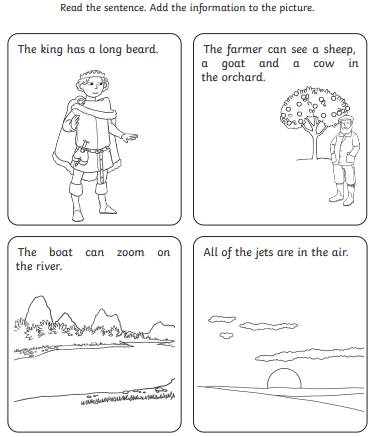 Read the sentence. Add the information to the picture.
The king has a long beard.
The farmer can see a sheep,
a goat and a cow in
the orchard.
The boat can zoom on
the river.
All of the jets are in the air.